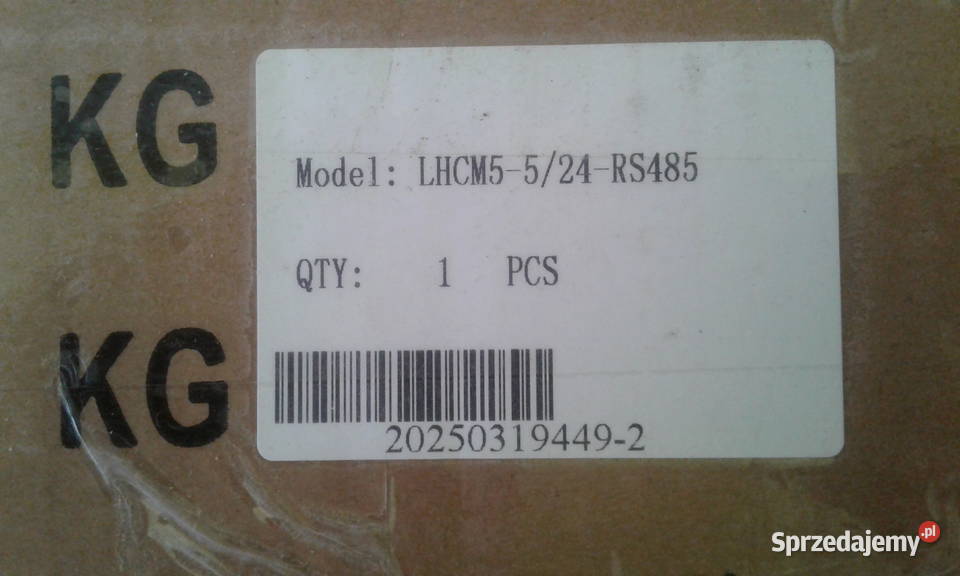 KG
Model: LHCM5-5/24-RS485
QTY: 1 PCS
KG
20250319449-2
Sprzedajemy.pl